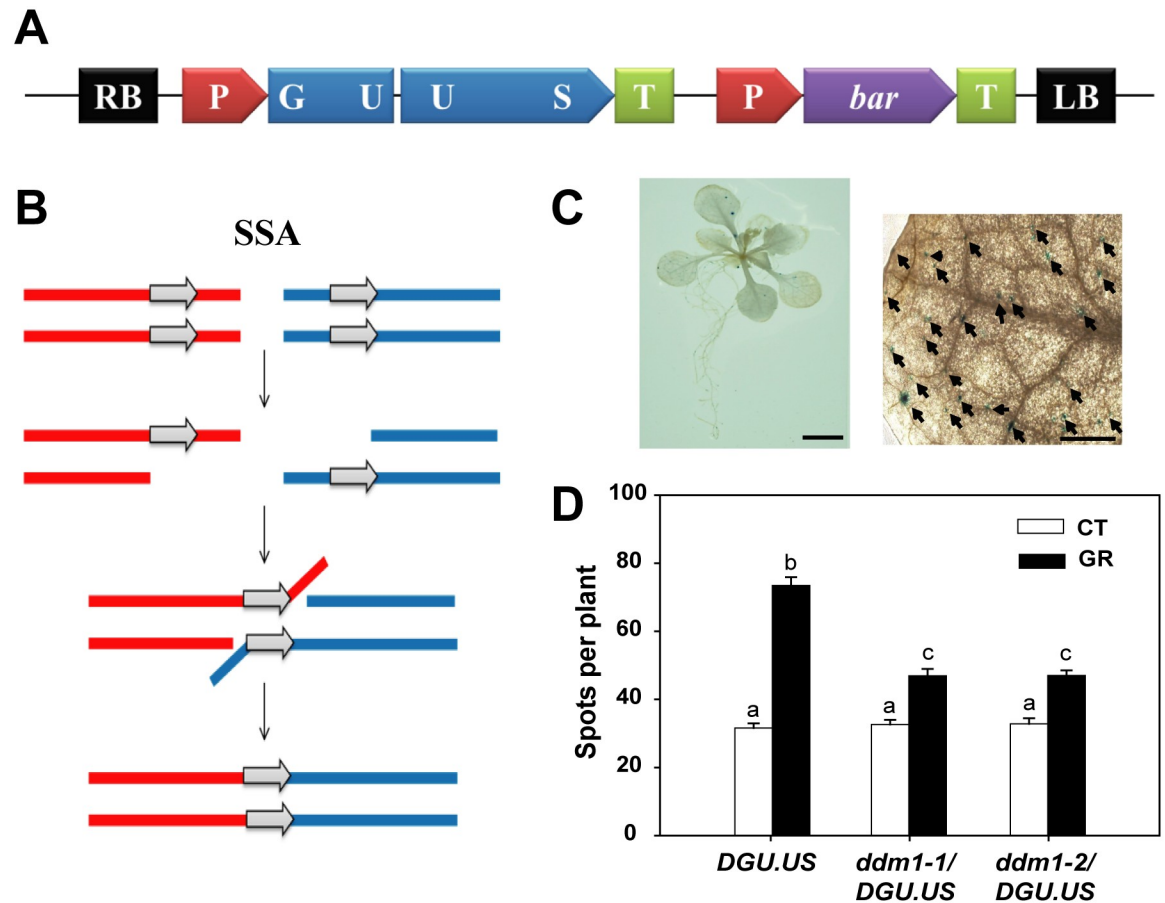 A
RB P G U U S T P bar T LB
B
SSA
C
D
Spots per plant
100
80
60
40
20
0
CT
GR
a b a c a c
DGU.US ddm1-1/ ddm1-2/
DGU.US DGU.US